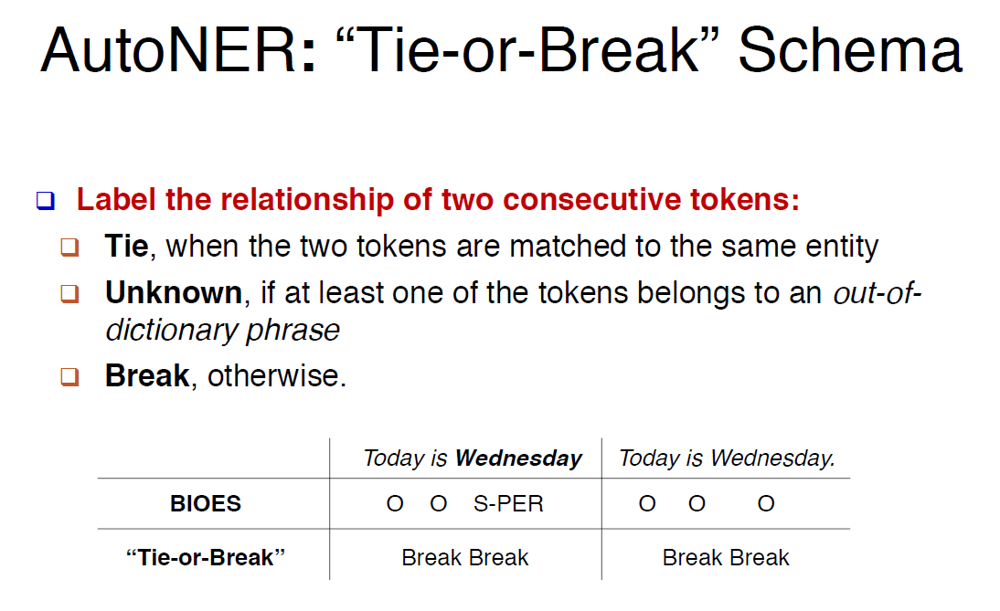 AutoNER: “Tie-or-Break” Schema
Label the relationship of two consecutive tokens:
Tie, when the two tokens are matched to the same entity
Unknown, if at least one of the tokens belongs to an out-of-
dictionary phrase
Break, otherwise.
Today is Wednesday Today is Wednesday.
BIOES O O S-PER O O O
“Tie-or-Break” Break Break Break Break